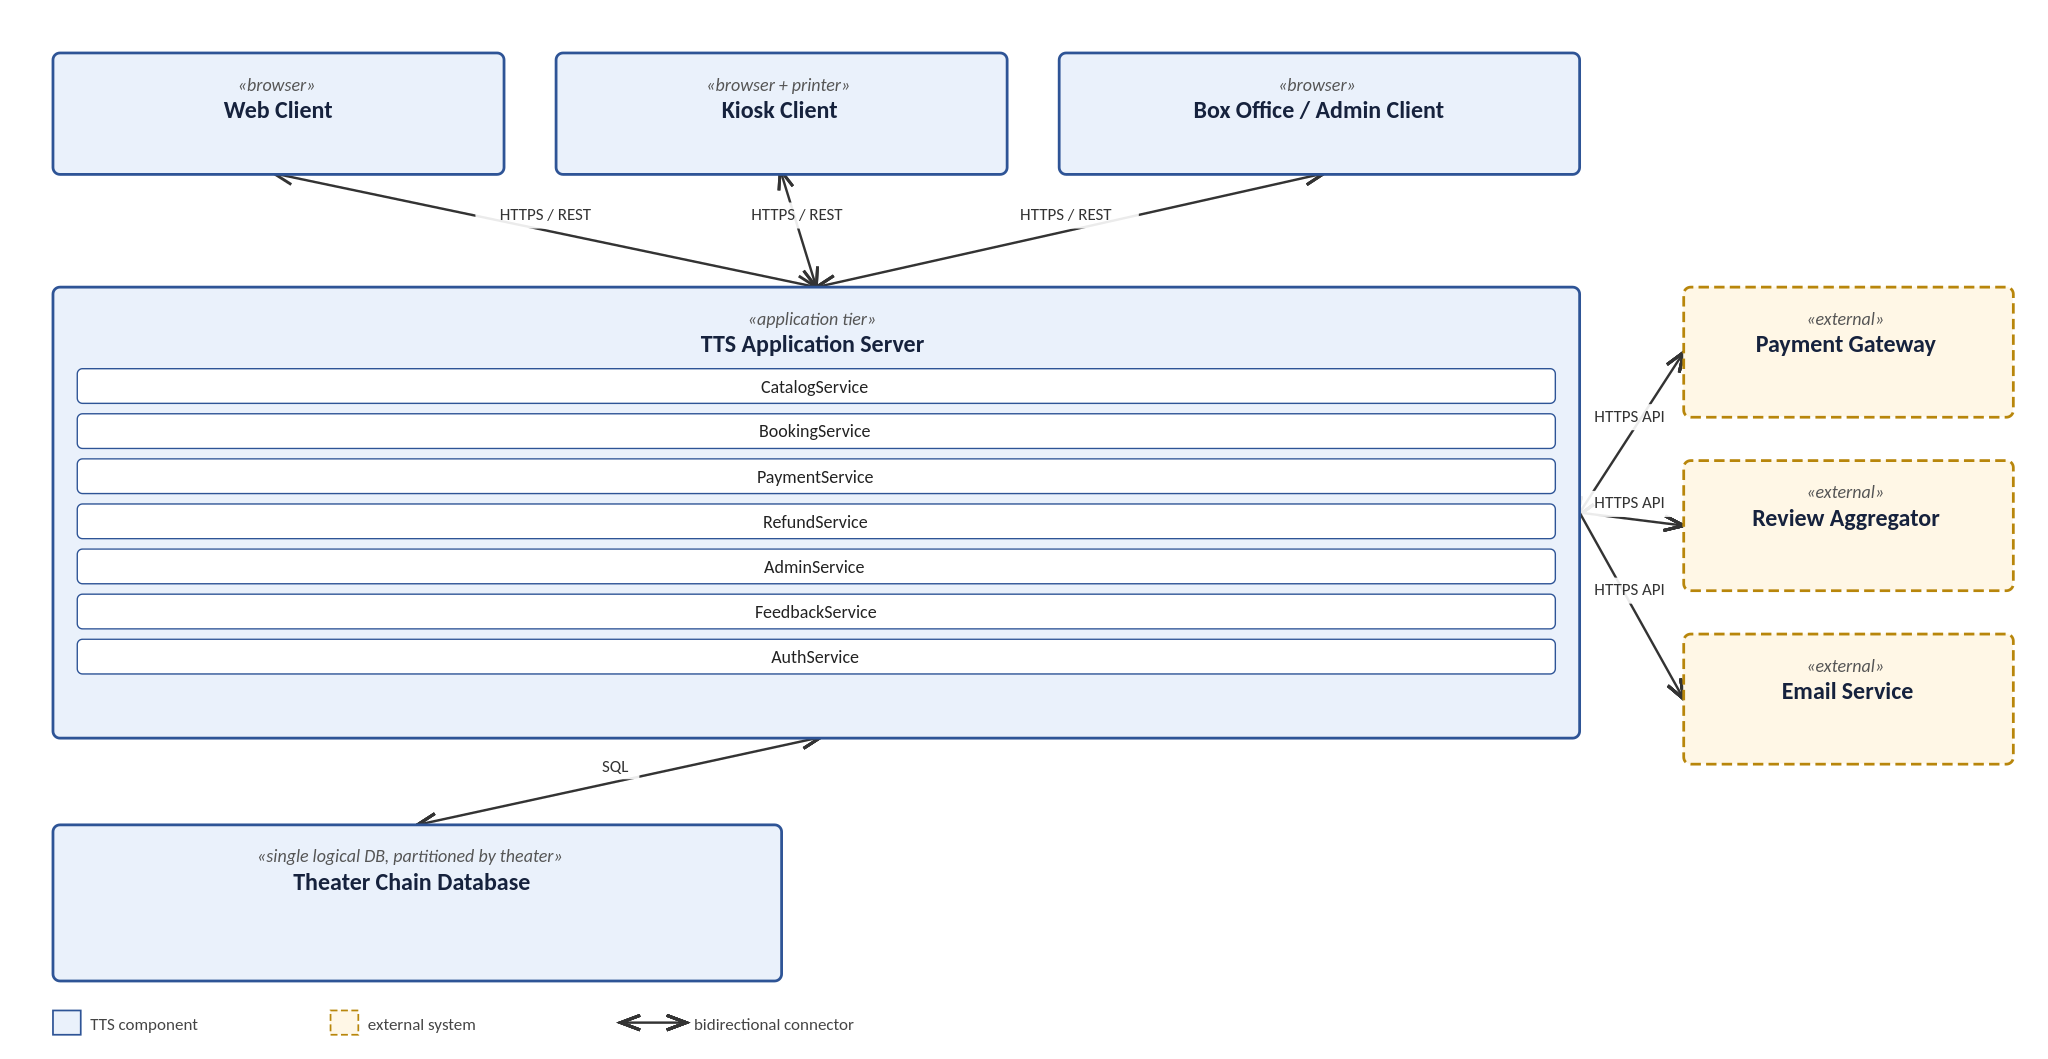 «browser»
Web Client
«browser + printer»
Kiosk Client
«browser»
Box Office / Admin Client
HTTPS / REST
HTTPS / REST
HTTPS / REST
«application tier»
TTS Application Server
CatalogService
BookingService
PaymentService
RefundService
AdminService
FeedbackService
AuthService
«external»
Payment Gateway
HTTPS API
«external»
Review Aggregator
HTTPS API
HTTPS API
«external»
Email Service
SQL
«single logical DB, partitioned by theater»
Theater Chain Database
TTS component
external system
bidirectional connector